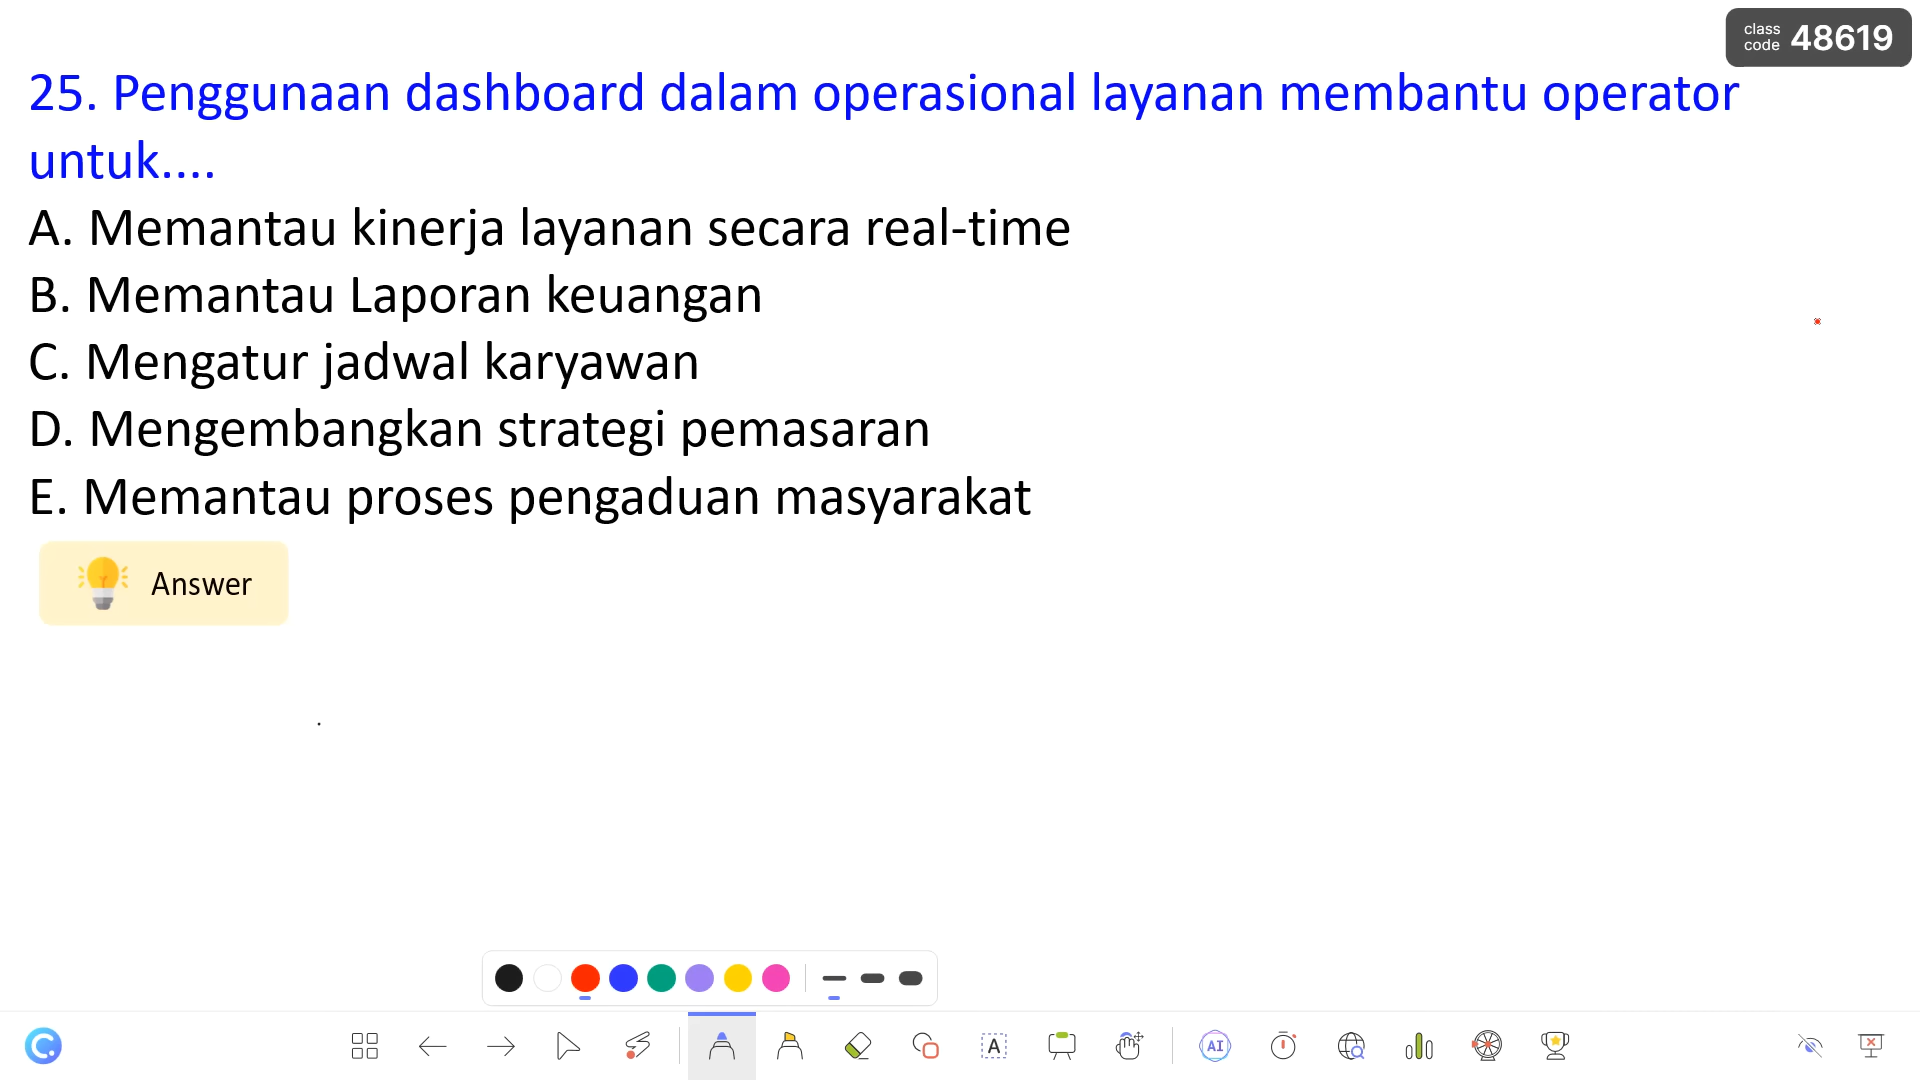 class
code 48619
25. Penggunaan dashboard dalam operasional layanan membantu operator
untuk....
A. Memantau kinerja layanan secara real-time
B. Memantau Laporan keuangan
C. Mengatur jadwal karyawan
D. Mengembangkan strategi pemasaran
E. Memantau proses pengaduan masyarakat
Answer
A
AI